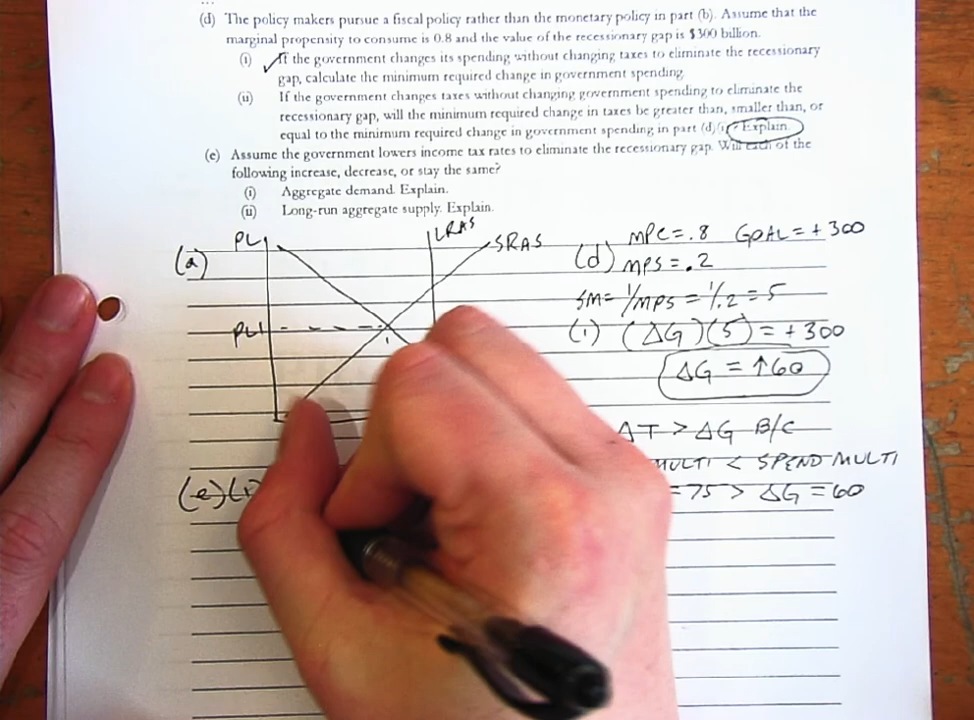 (d) The policy makers pursue a fiscal policy rather than the monetary policy in part (b). Assume that the
marginal propensity to consume is 0.8 and the value of the recessionary gap is $300 billion.
(i) If the government changes its spending without changing taxes to eliminate the recessionary
gap, calculate the minimum required change in government spending.
(ii) If the government changes taxes without changing government spending to eliminate the
recessionary gap, will the minimum required change in taxes be greater than, smaller than, or
equal to the minimum required change in government spending in part (d)(i)? Explain.
(e) Assume the government lowers income tax rates to eliminate the recessionary gap. Will each of the
following increase, decrease, or stay the same?
(i) Aggregate demand. Explain.
(ii) Long-run aggregate supply. Explain.
(a)
PL
LRAS
SRAS
PL1
1
(d) MPC = .8 GOAL = + 300
MPS = .2
SM = 1/MPS = 1/.2 = 5
(i) (ΔG)(5) = + 300
ΔG = ↑60
ΔT > ΔG B/C
MULTI < SPEND MULTI
= 75 > ΔG = 60
(e)